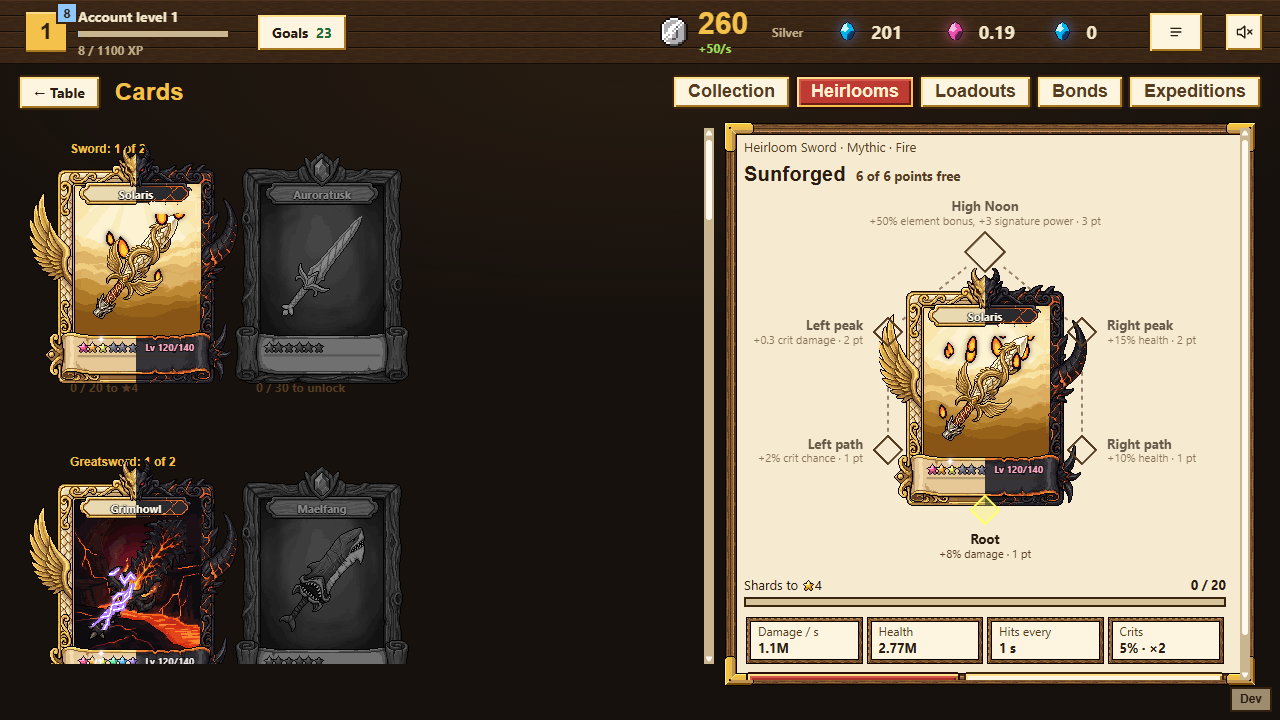 1
8
Account level 1
8 / 1100 XP
Goals 23
260
+50/s
Silver
201
0.19
0
← Table
Cards
Collection
Heirlooms
Loadouts
Bonds
Expeditions
Sword: 1 of 2
Solaris
Lv 120/140
0 / 20 to ★4
Auroratusk
0 / 30 to unlock
Greatsword: 1 of 2
Grimhowl
Lv 120/140
Maelfang
Heirloom Sword · Mythic · Fire
Sunforged 6 of 6 points free
High Noon
+50% element bonus, +3 signature power · 3 pt
Left peak
+0.3 crit damage · 2 pt
Right peak
+15% health · 2 pt
Solaris
Lv 120/140
Left path
+2% crit chance · 1 pt
Right path
+10% health · 1 pt
Root
+8% damage · 1 pt
Shards to ★4
0 / 20
Damage / s
1.1M
Health
2.77M
Hits every
1 s
Crits
5% · ×2
Dev